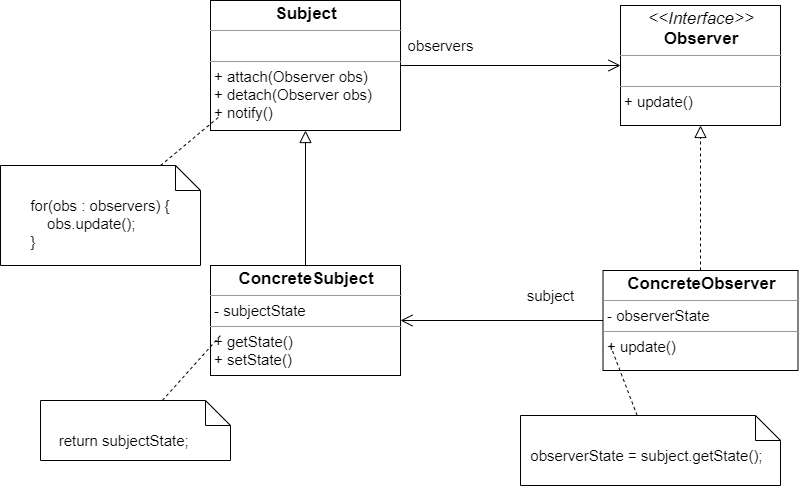 Subject
+ attach(Observer obs)
+ detach(Observer obs)
+ notify()
observers
<<Interface>>
Observer
+ update()
for(obs : observers) {
obs.update();
}
ConcreteSubject
- subjectState
+ getState()
+ setState()
subject
ConcreteObserver
- observerState
+ update()
return subjectState;
observerState = subject.getState();